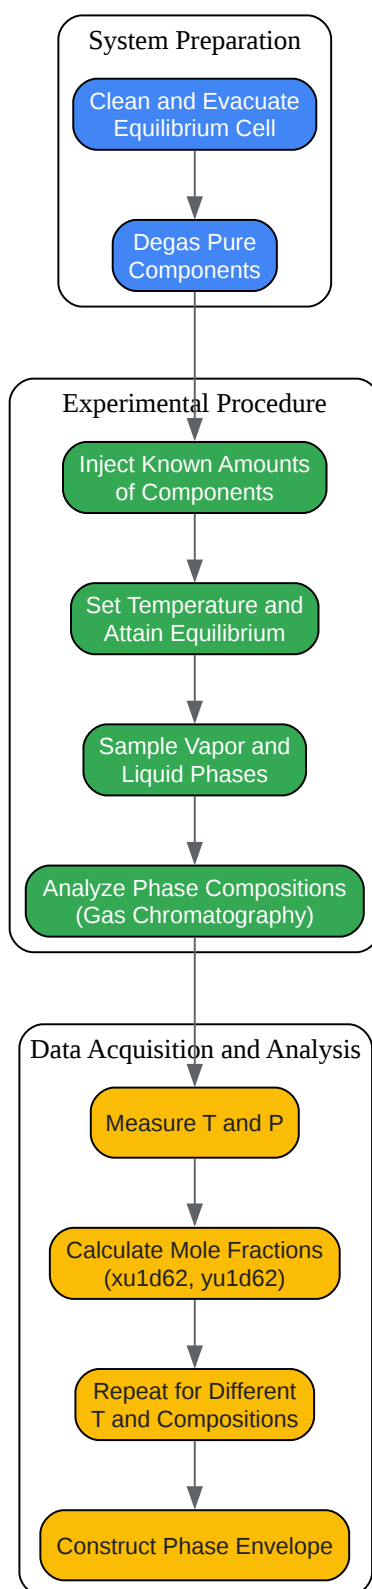 System Preparation
Clean and Evacuate
Equilibrium Cell
Degas Pure
Components
Experimental Procedure
Inject Known Amounts
of Components
Set Temperature and
Attain Equilibrium
Sample Vapor and
Liquid Phases
Analyze Phase Compositions
(Gas Chromatography)
Data Acquisition and Analysis
Measure T and P
Calculate Mole Fractions
(xu1d62, yu1d62)
Repeat for Different
T and Compositions
Construct Phase Envelope